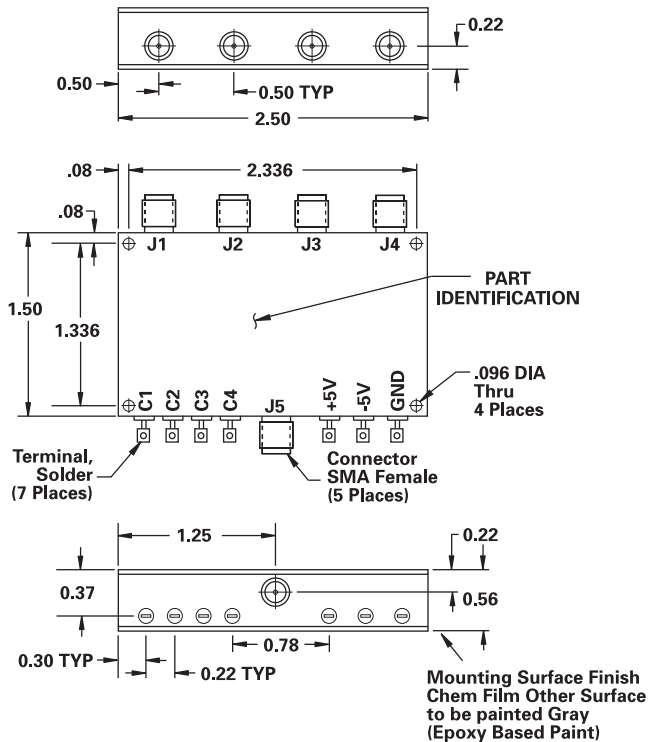 0.22
0.50
0.50 TYP
2.50
.08
2.336
.08
J1
J2
J3
J4
1.50
1.336
PART
IDENTIFICATION
C1
C2
C3
C4
J5
+5V
-5V
GND
.096 DIA
Thru
4 Places
Terminal,
Solder
(7 Places)
Connector
SMA Female
(5 Places)
1.25
0.22
0.37
0.56
0.78
0.30 TYP
0.22 TYP
Mounting Surface Finish
Chem Film Other Surface
to be painted Gray
(Epoxy Based Paint)